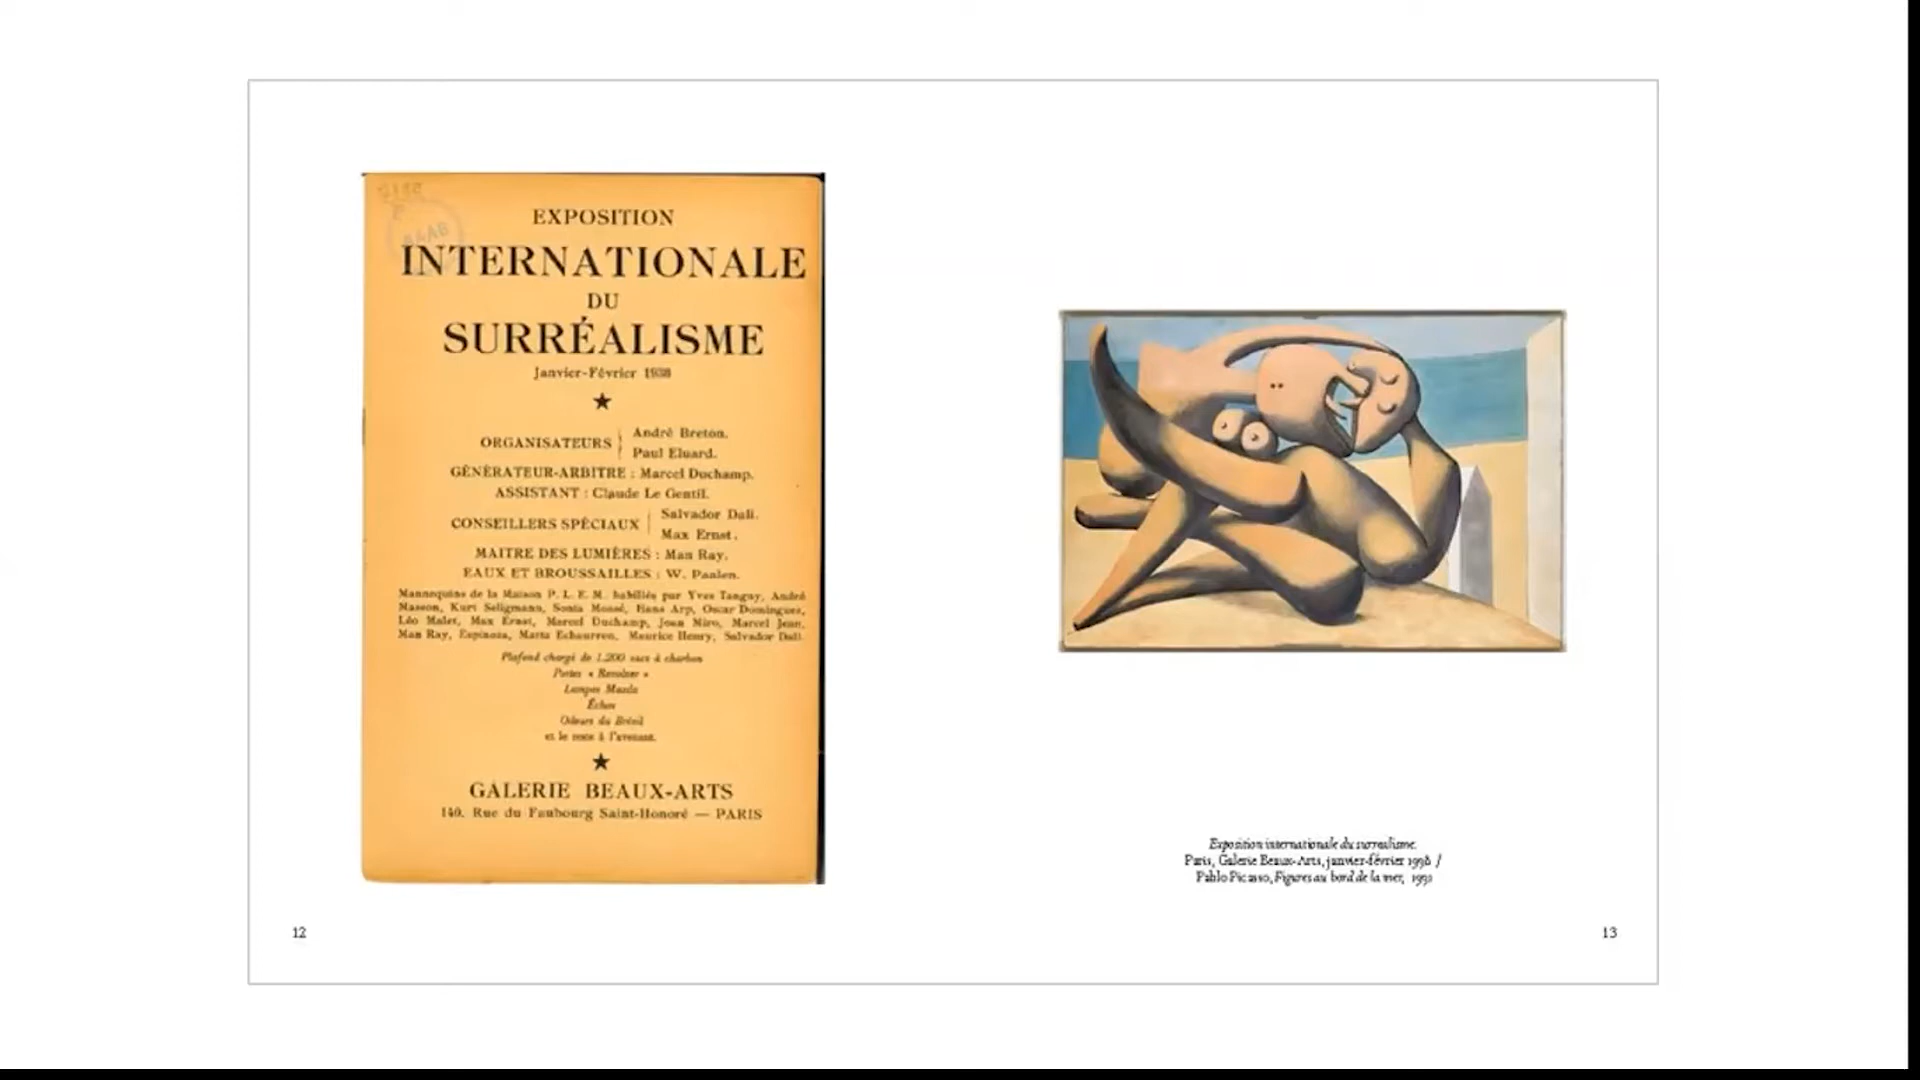 EXPOSITION
INTERNATIONALE
DU
SURRÉALISME
Janvier-Février 1938
ORGANISATEURS
André Breton.
Paul Eluard.
GÉNÉRATEUR-ARBITRE : Marcel Duchamp.
ASSISTANT : Claude Le Gentil.
CONSEILLERS SPÉCIAUX
Salvador Dali.
Max Ernst.
MAITRE DES LUMIÈRES : Man Ray.
EAUX ET BROUSSAILLES : W. Paalen.
Mannequins de la Maison P. L. E. M. habillés par Yves Tanguy, André
Masson, Kurt Seligmann, Sonia Mossé, Hans Arp, Oscar Dominguez,
Léo Malet, Max Ernst, Marcel Duchamp, Joan Miro, Marcel Jean,
Man Ray, Espinoza, Matta Echaurren, Maurice Henry, Salvador Dali.
Plafond chargé de 1.200 sacs à charbon
Portes « Revolver »
Lampes Mazda
Échos
Odeurs du Brésil
et le reste à l'avenant.
GALERIE BEAUX-ARTS
140, Rue du Faubourg Saint-Honoré — PARIS
12
Exposition internationale du surréalisme.
Paris, Galerie Beaux-Arts, janvier-février 1938 /
Pablo Picasso, Figures au bord de la mer, 1931
13